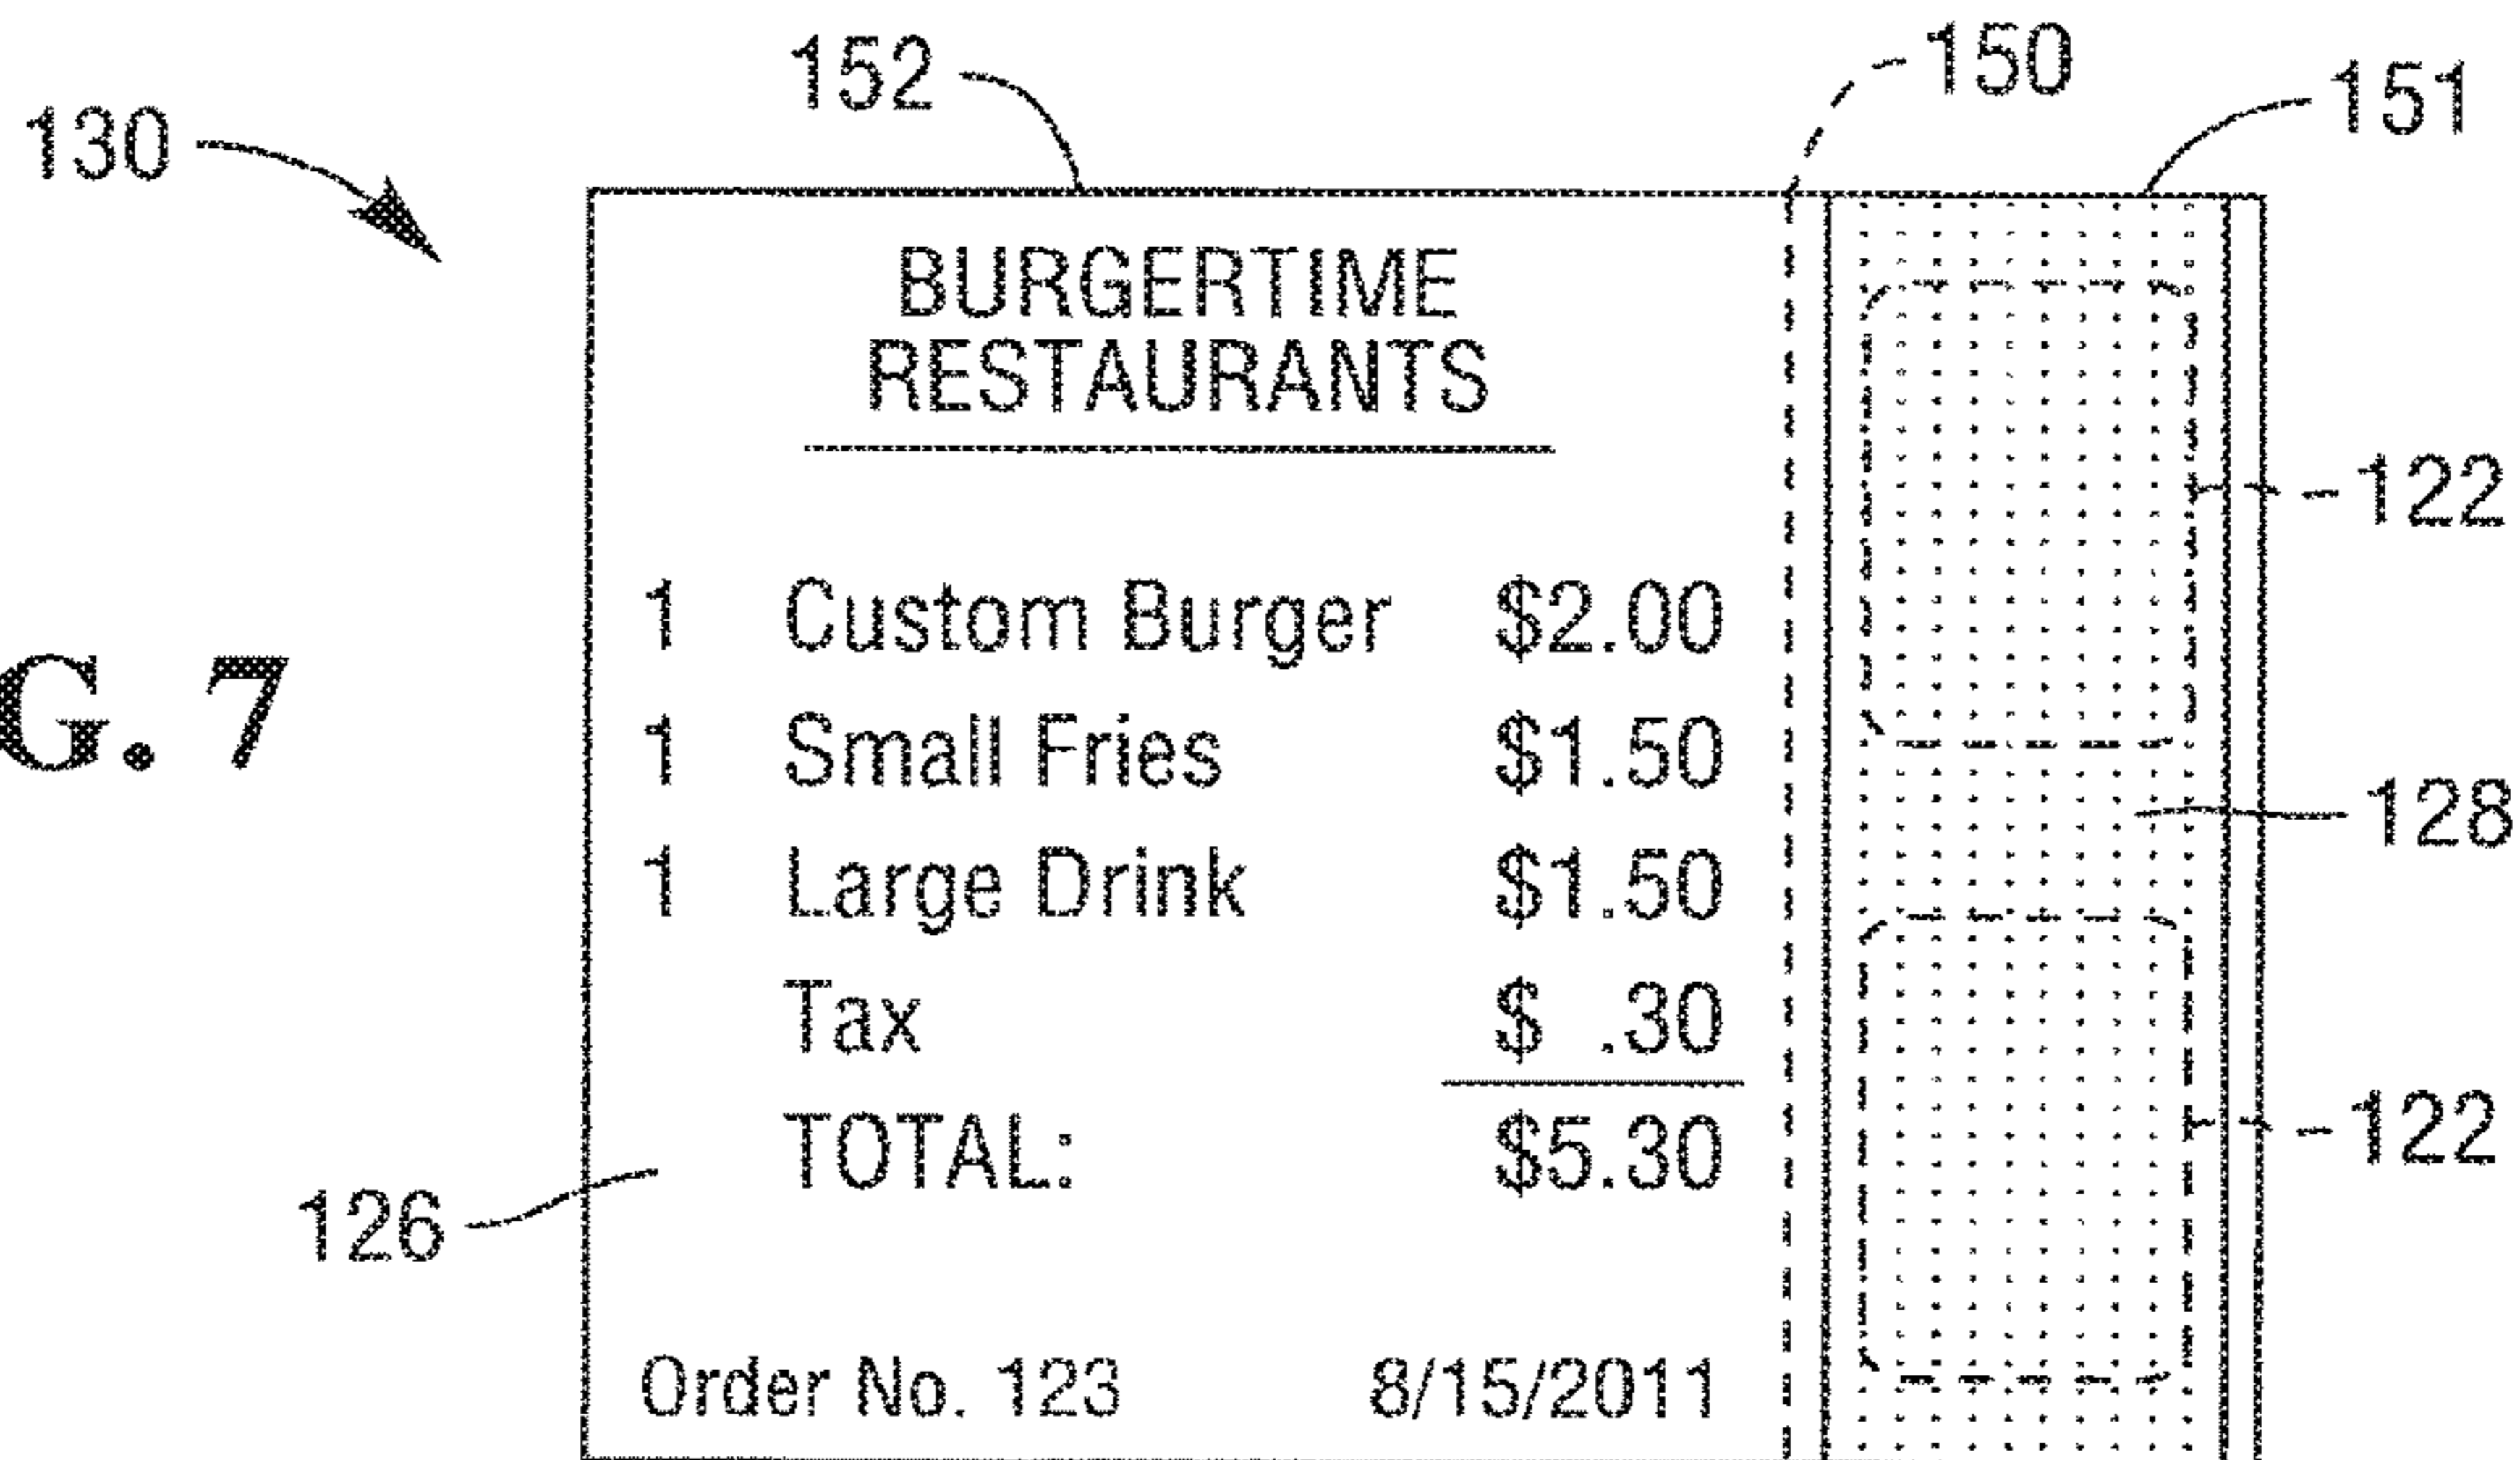 152
150
151
130
BURGERTIME
RESTAURANTS
122
1 Custom Burger $2.00
G. 7
1 Small Fries $1.50
128
1 Large Drink $1.50
Tax $ .30
TOTAL: $5.30
122
126
Order No. 123 8/15/2011